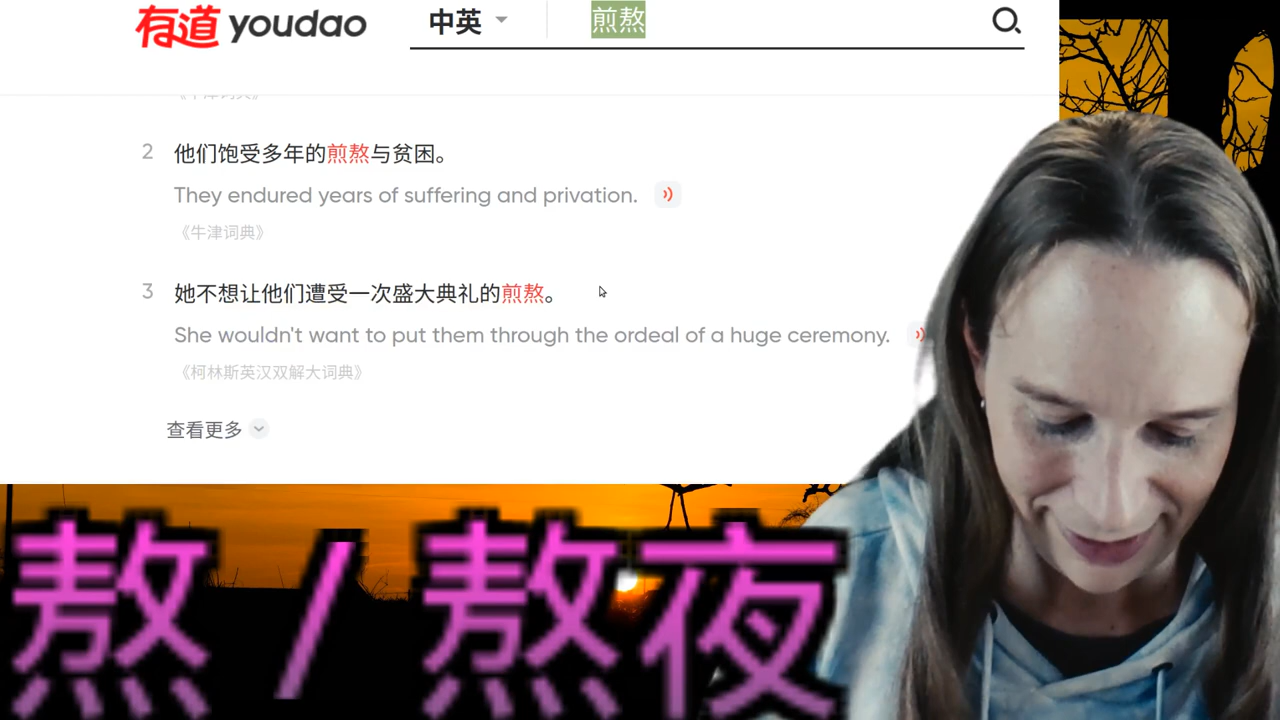 有道 youdao 中英 煎熬
《牛津词典》
2 他们饱受多年的煎熬与贫困。
They endured years of suffering and privation.
《牛津词典》
3 她不想让他们遭受一次盛大典礼的煎熬。
She wouldn't want to put them through the ordeal of a huge ceremony.
《柯林斯英汉双解大词典》
查看更多
熬 / 熬夜